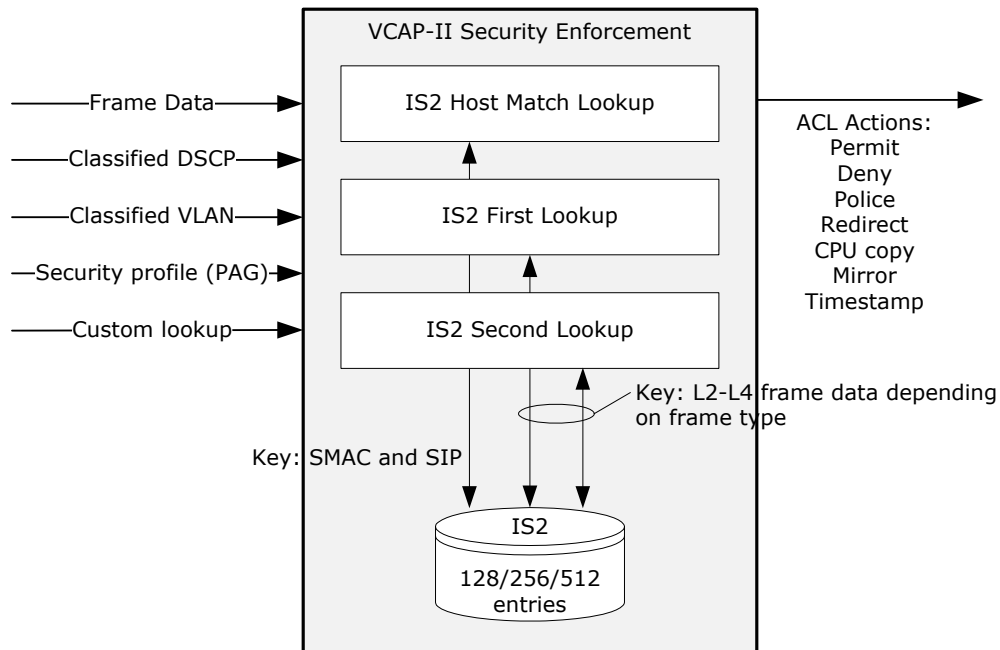 VCAP-II Security Enforcement
Frame Data
Classified DSCP
Classified VLAN
Security profile (PAG)
Custom lookup
IS2 Host Match Lookup
IS2 First Lookup
IS2 Second Lookup
Key: L2-L4 frame data depending
on frame type
Key: SMAC and SIP
IS2
128/256/512
entries
ACL Actions:
Permit
Deny
Police
Redirect
CPU copy
Mirror
Timestamp